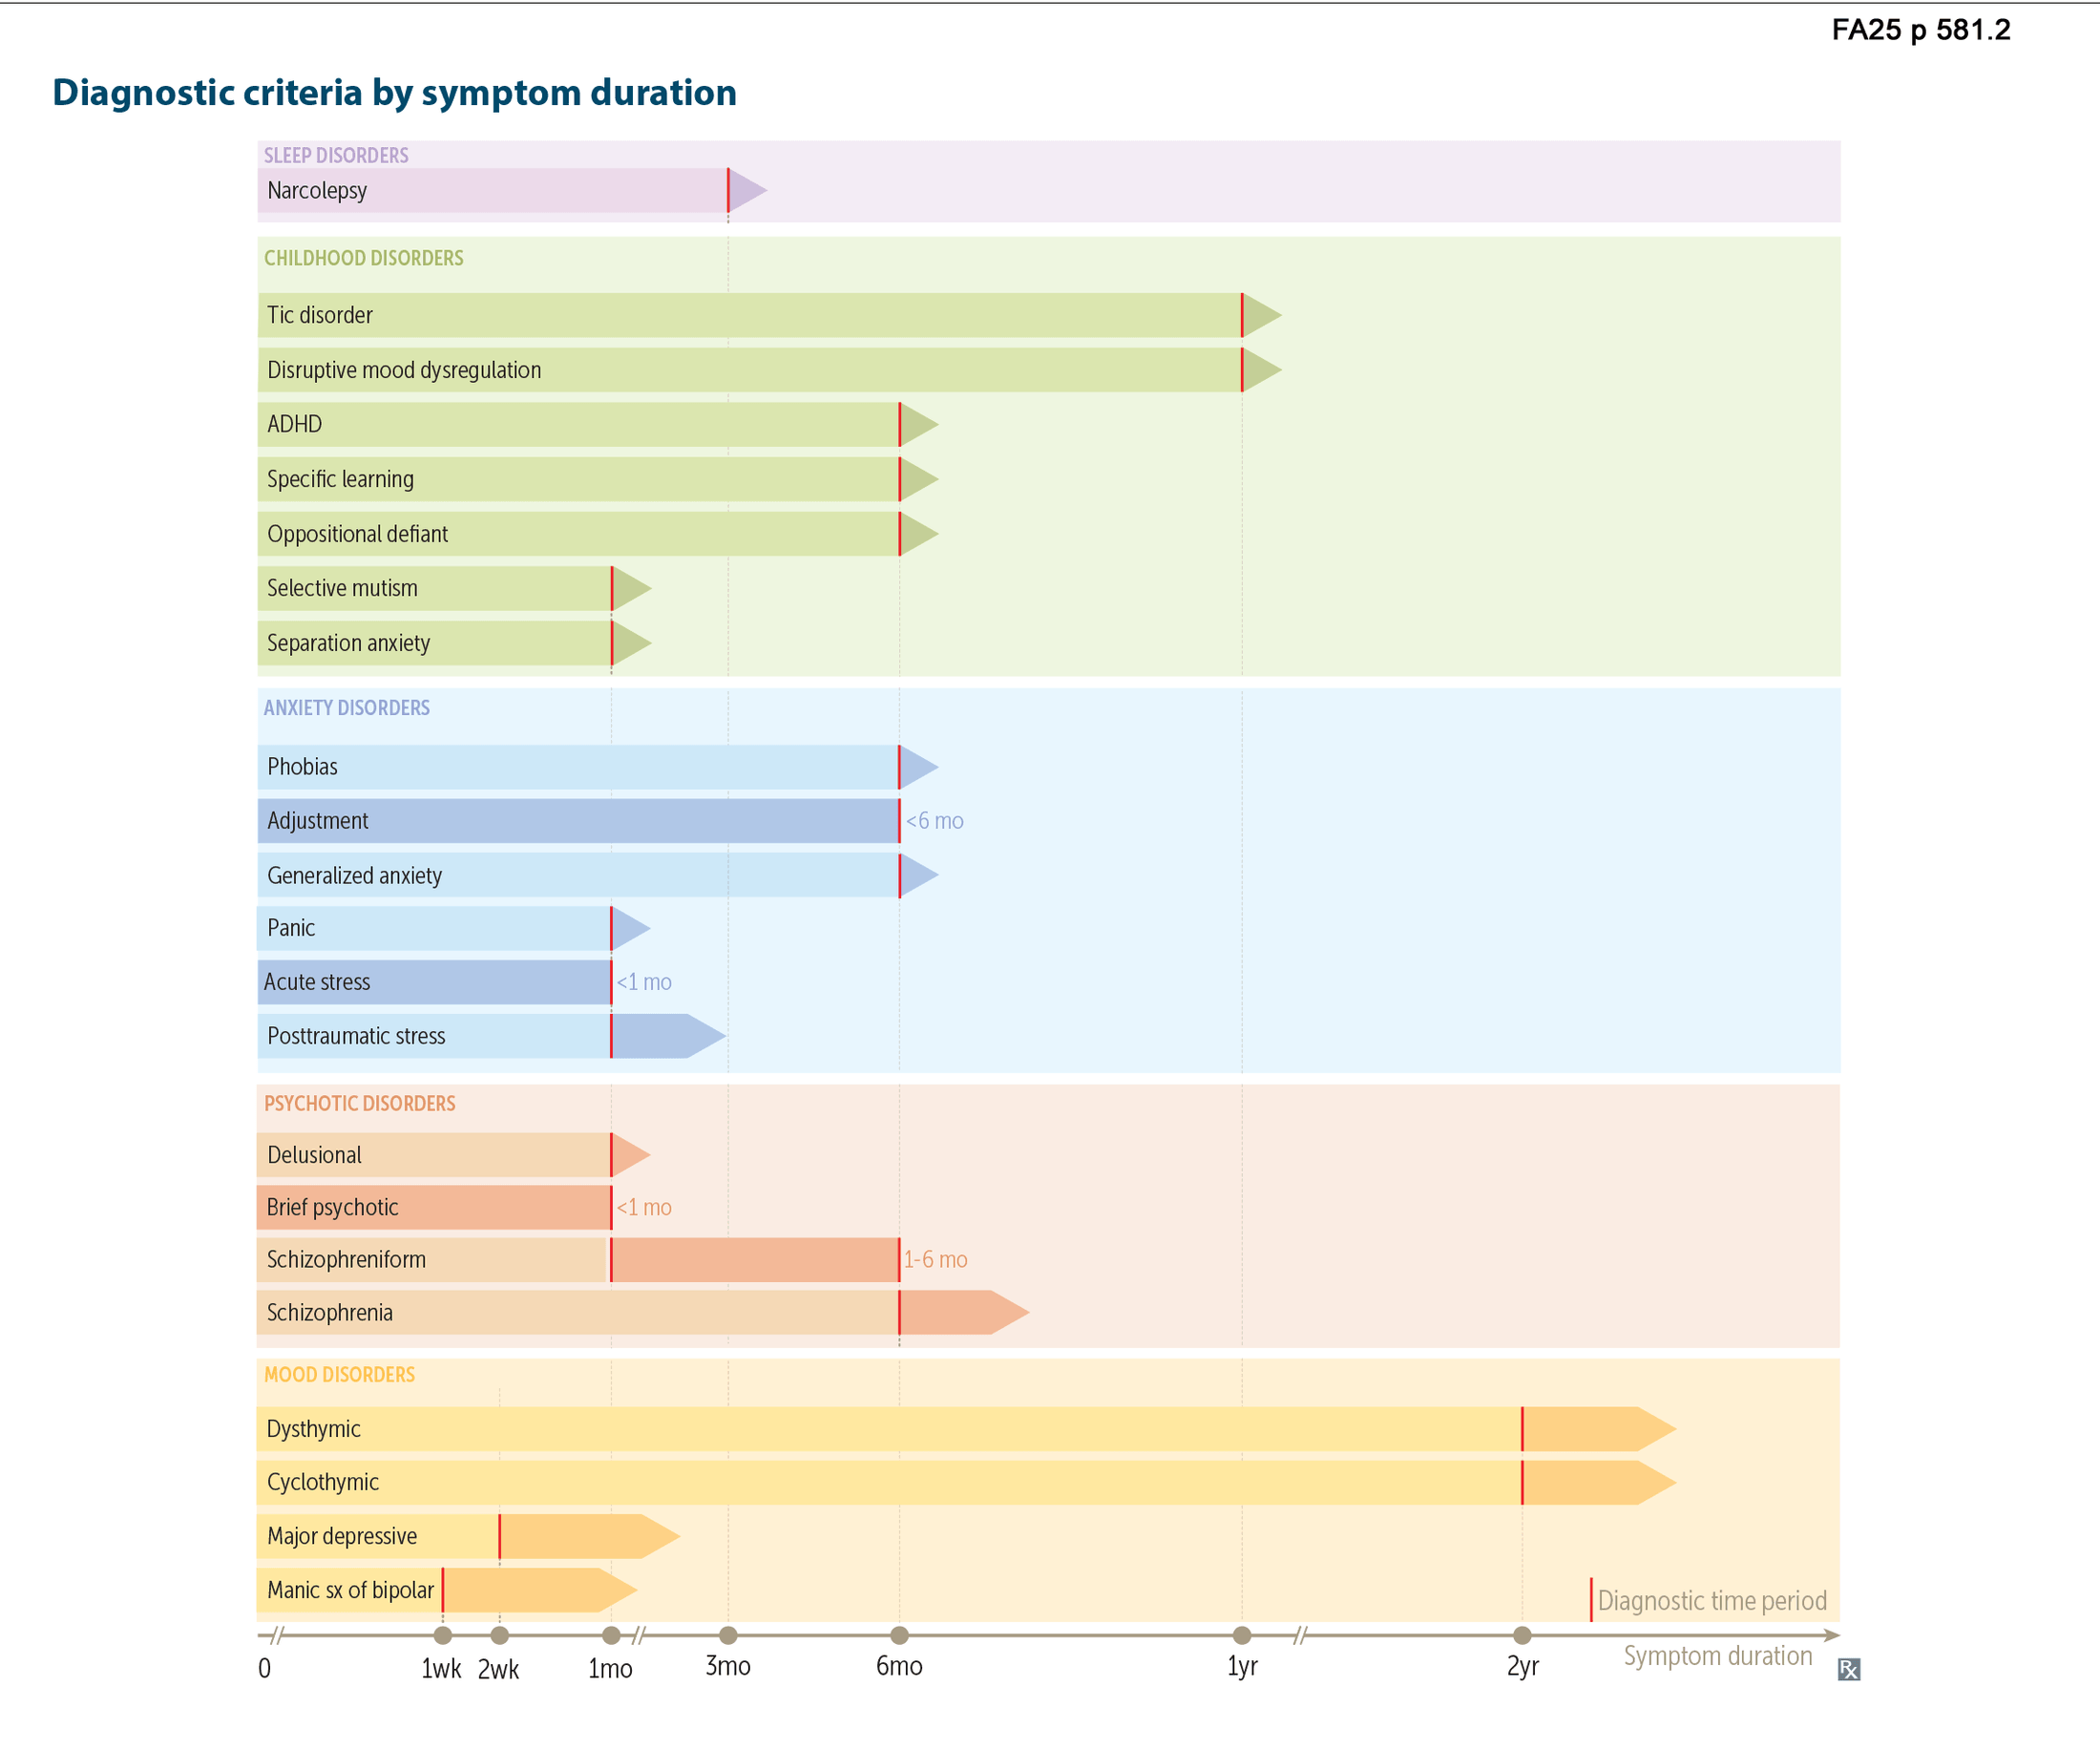 FA25 p 581.2
Diagnostic criteria by symptom duration
SLEEP DISORDERS
Narcolepsy
CHILDHOOD DISORDERS
Tic disorder
Disruptive mood dysregulation
ADHD
Specific learning
Oppositional defiant
Selective mutism
Separation anxiety
ANXIETY DISORDERS
Phobias
Adjustment <6 mo
Generalized anxiety
Panic
Acute stress <1 mo
Posttraumatic stress
PSYCHOTIC DISORDERS
Delusional
Brief psychotic <1 mo
Schizophreniform 1-6 mo
Schizophrenia
MOOD DISORDERS
Dysthymic
Cyclothymic
Major depressive
Manic sx of bipolar
Diagnostic time period
0 1wk 2wk 1mo 3mo 6mo 1yr 2yr
Symptom duration
Rx